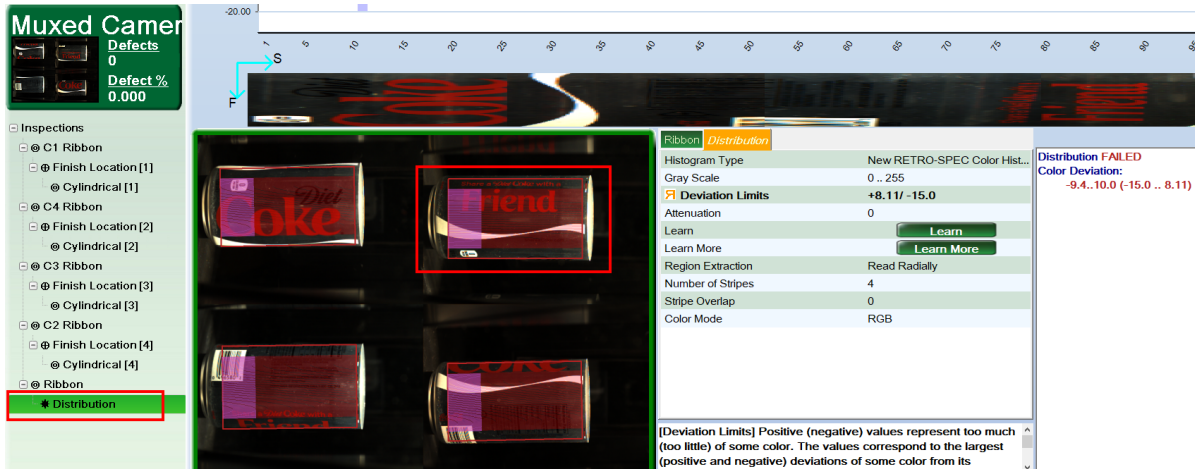 Muxed Camer
Defects
0
Defect %
0.000
-20.00
1 5 10 15 20 25 30 35 40 45 50 55 60 65 70 75 80 85 90
S
F
Coke
Friend
Inspections
C1 Ribbon
Finish Location [1]
Cylindrical [1]
C4 Ribbon
Finish Location [2]
Cylindrical [2]
C3 Ribbon
Finish Location [3]
Cylindrical [3]
C2 Ribbon
Finish Location [4]
Cylindrical [4]
Ribbon
Distribution
Diet
Coke
Share a Coke with a
Friend
Friend
Coke
Ribbon Distribution
Histogram Type New RETRO-SPEC Color Hist...
Gray Scale 0 .. 255
Deviation Limits +8.11/ -15.0
Attenuation 0
Learn Learn
Learn More Learn More
Region Extraction Read Radially
Number of Stripes 4
Stripe Overlap 0
Color Mode RGB
[Deviation Limits] Positive (negative) values represent too much
(too little) of some color. The values correspond to the largest
(positive and negative) deviations of some color from its
Distribution FAILED
Color Deviation:
-9.4..10.0 (-15.0 .. 8.11)